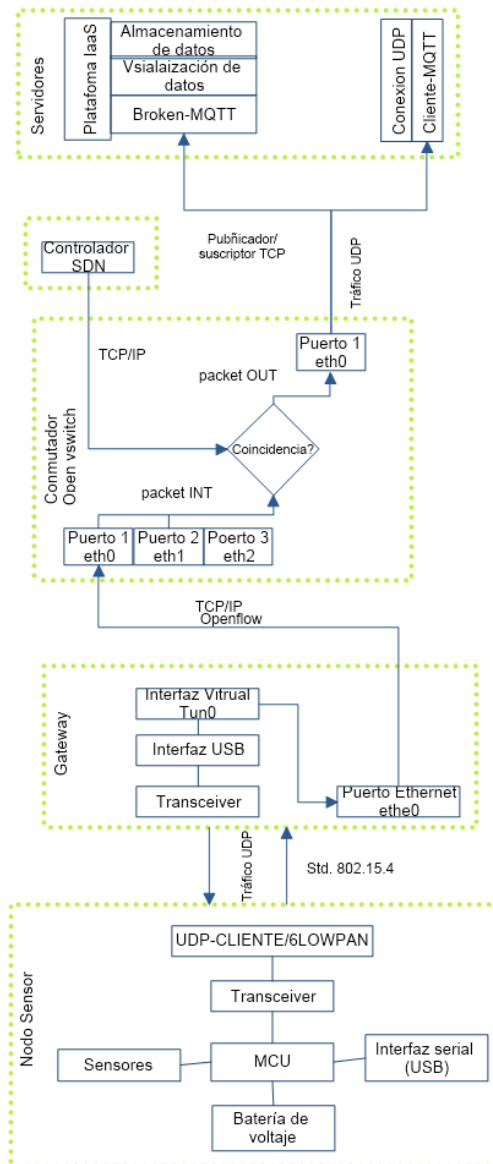 Servidores
Platafoma IaaS
Almacenamiento
de datos
Vsialaización de
datos
Broken-MQTT
Conexion UDP
Cliente-MQTT
Controlador
SDN
Pubñicador/
suscriptor TCP
Tráfico UDP
TCP/IP
Puerto 1
eth0
packet OUT
Conmutador
Open vswitch
Coincidencia?
packet INT
Puerto 1
eth0
Puerto 2
eth1
Poerto 3
eth2
TCP/IP
Openflow
Gateway
Interfaz Vitrual
Tun0
Interfaz USB
Transceiver
Puerto Ethernet
ethe0
Tráfico UDP
Std. 802.15.4
Nodo Sensor
UDP-CLIENTE/6LOWPAN
Transceiver
Sensores
MCU
Interfaz serial
(USB)
Batería de
voltaje